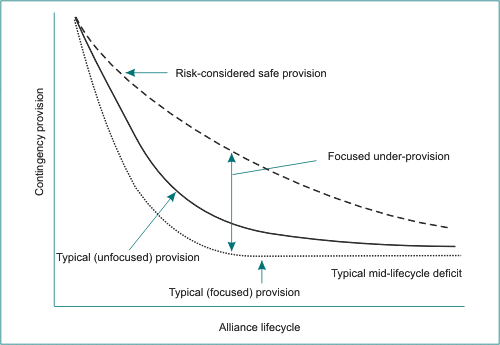 Risk-considered safe provision
Contingency provision
Focused under-provision
Typical (unfocused) provision
Typical mid-lifecycle deficit
Typical (focused) provision
Alliance lifecycle